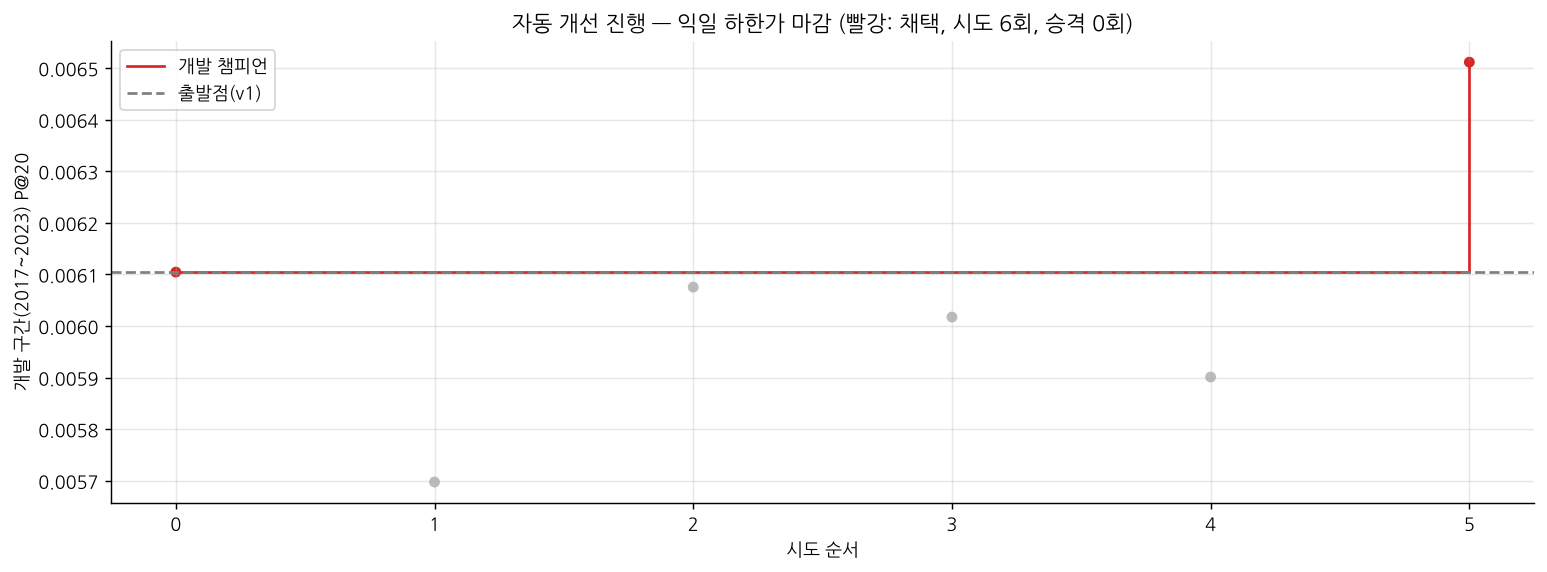 자동 개선 진행 — 익일 하한가 마감 (빨강: 채택, 시도 6회, 승격 0회)
개발 챔피언
출발점(v1)
개발 구간(2017~2023) P@20
0.0065
0.0064
0.0063
0.0062
0.0061
0.0060
0.0059
0.0058
0.0057
0 1 2 3 4 5
시도 순서